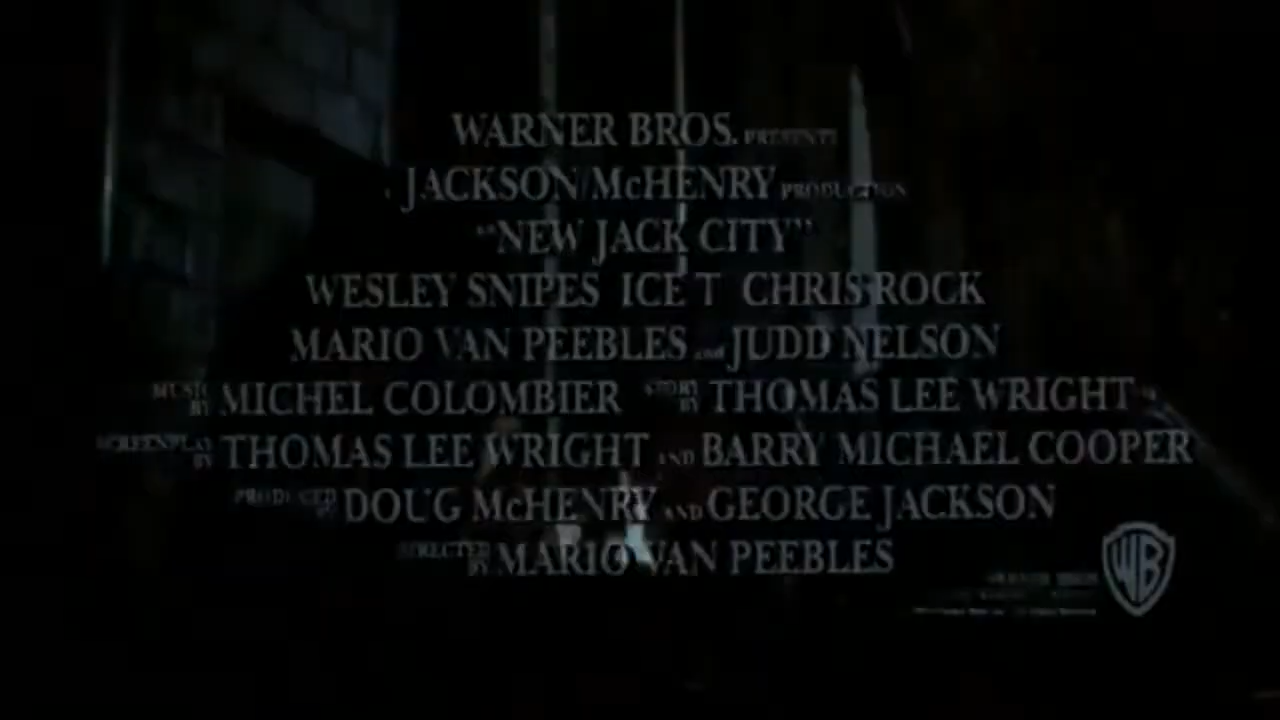 WARNER BROS. PRESENTS
A JACKSON/McHENRY PRODUCTION
"NEW JACK CITY"
WESLEY SNIPES ICE T CHRIS ROCK
MARIO VAN PEEBLES and JUDD NELSON
MUSIC BY MICHEL COLOMBIER STORY BY THOMAS LEE WRIGHT
SCREENPLAY BY THOMAS LEE WRIGHT AND BARRY MICHAEL COOPER
PRODUCED BY DOUG McHENRY AND GEORGE JACKSON
DIRECTED BY MARIO VAN PEEBLES
WB
WARNER BROS